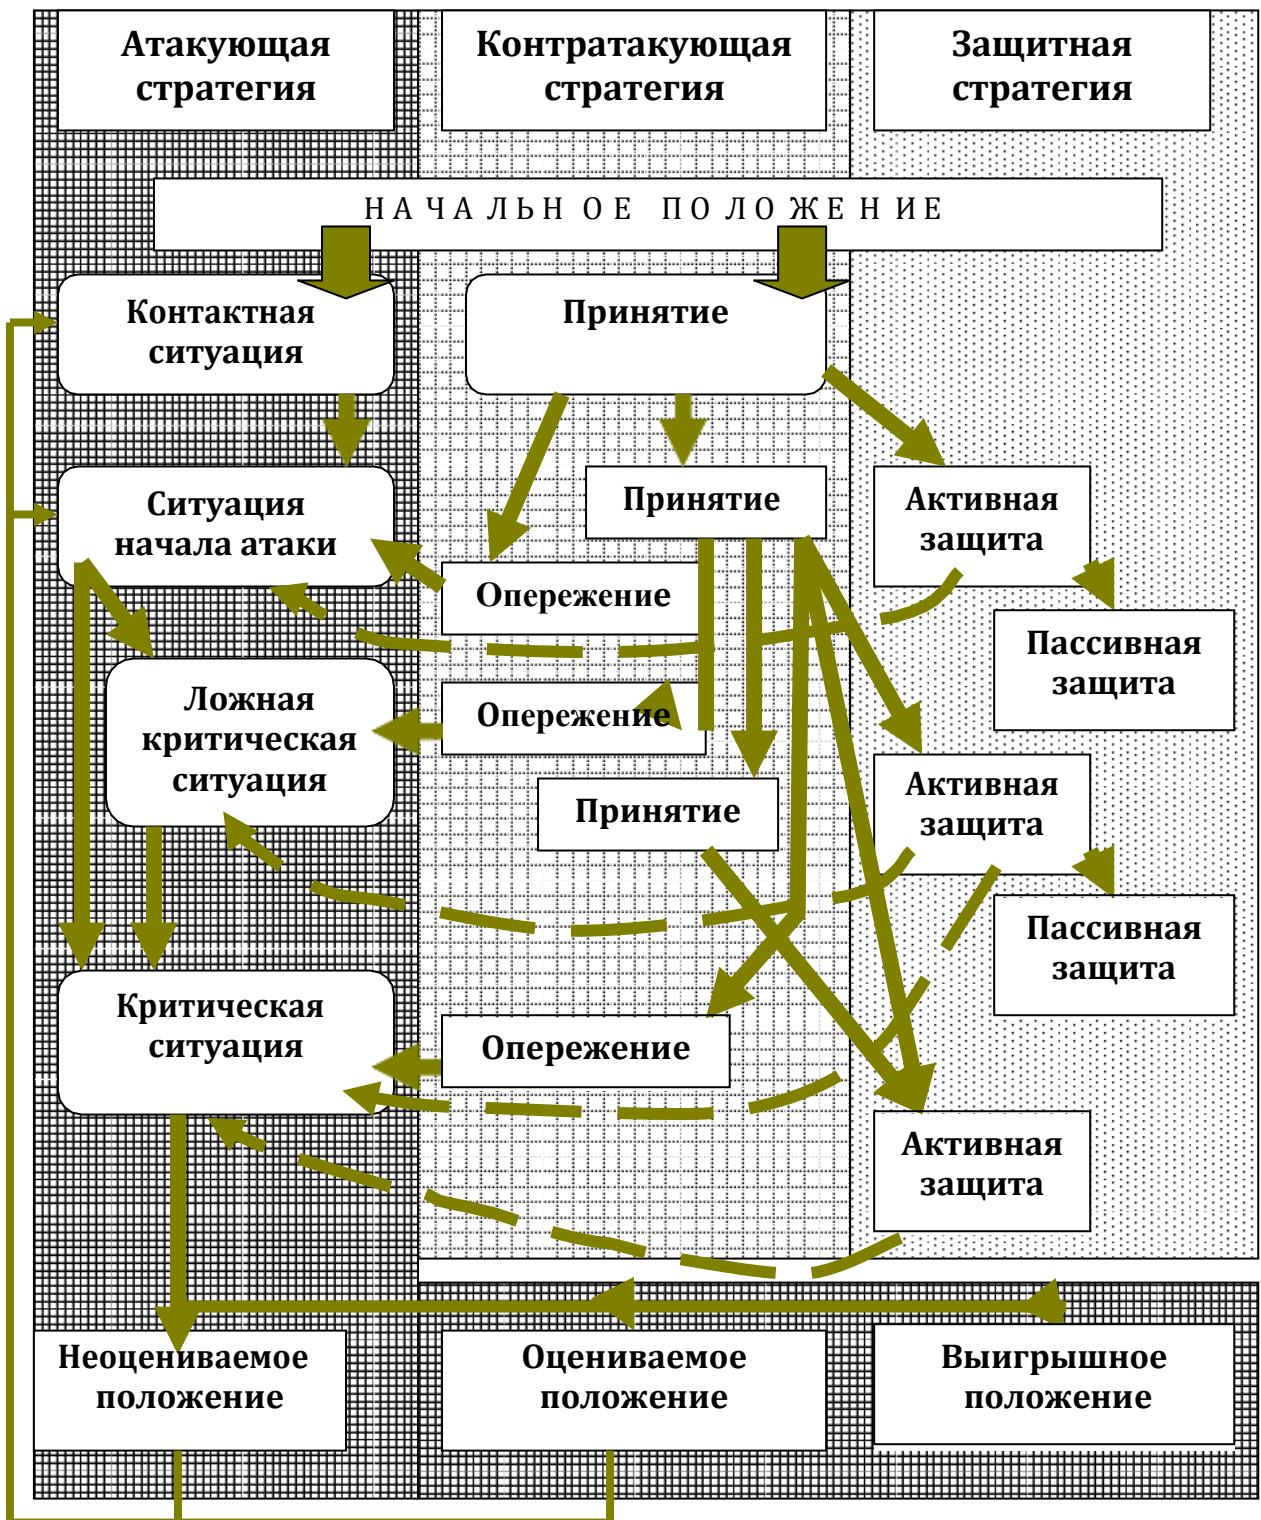 Атакующая
стратегия
Контратакующая
стратегия
Защитная
стратегия
НАЧАЛЬНОЕ ПОЛОЖЕНИЕ
Контактная
ситуация
Принятие
Ситуация
начала атаки
Принятие
Активная
защита
Опережение
Пассивная
защита
Ложная
критическая
ситуация
Опережение
Принятие
Активная
защита
Пассивная
защита
Критическая
ситуация
Опережение
Активная
защита
Неоцениваемое
положение
Оцениваемое
положение
Выигрышное
положение